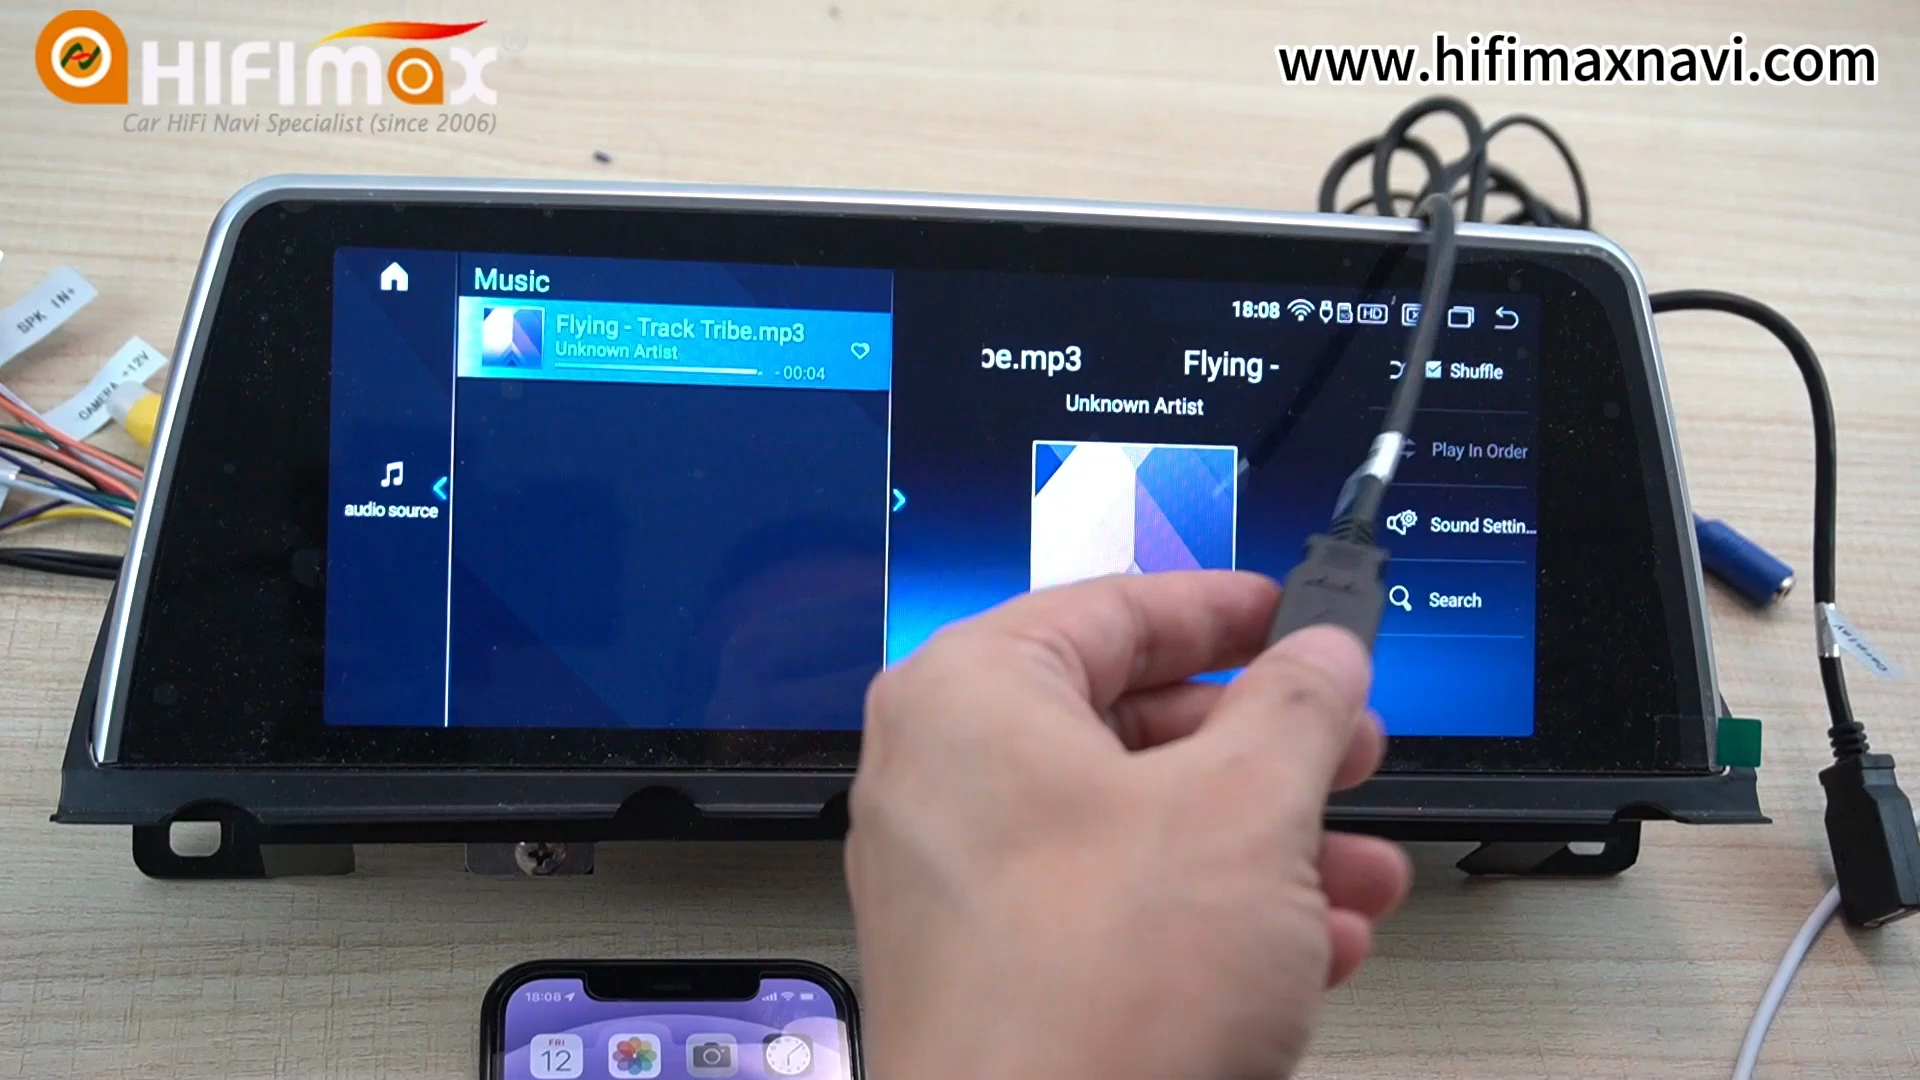 HIFIMAX
Car HiFi Navi Specialist (since 2006)
www.hifimaxnavi.com
SPK IN+
CAMERA +12V
Music
Flying - Track Tribe.mp3
Unknown Artist
-00:04
audio source
18:08
HD
be.mp3 Flying -
Unknown Artist
Shuffle
Play In Order
Sound Settin...
Search
Carplay
18:08
FRI
12